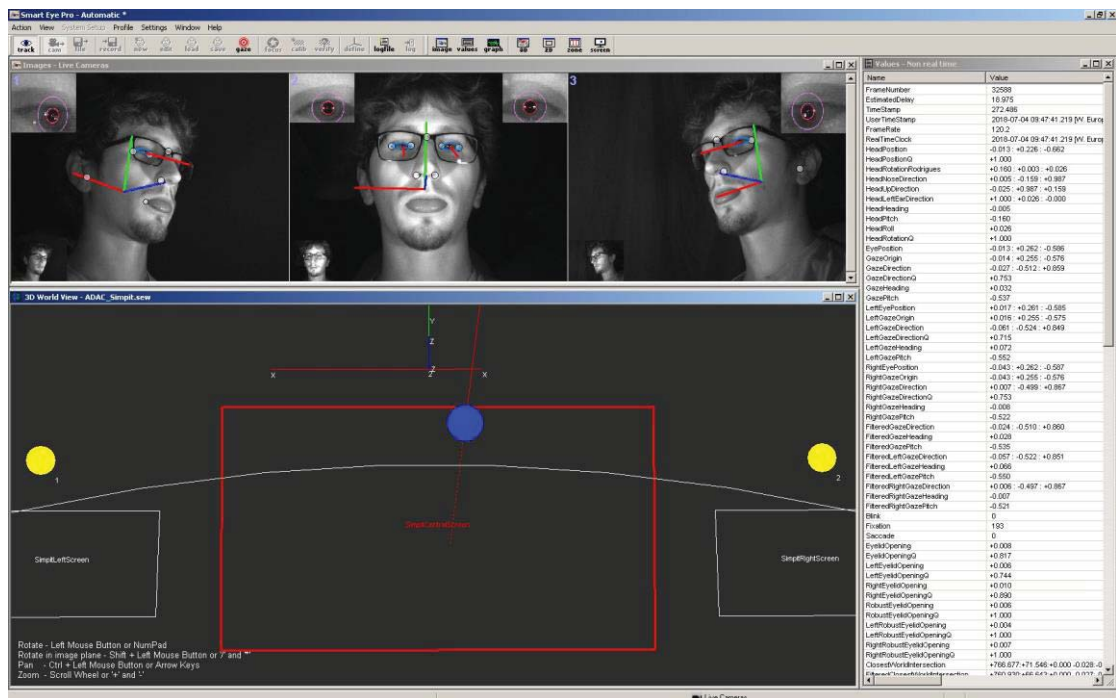 Smart Eye Pro - Automatic *
Action View System Setup Profile Settings Window Help
track cam file record new edit load save gaze focus calib verify define logfile log image values graph 3D 2D zone screen
Images - Live Cameras
1 2 3
3D World View - ADAC_Simpit.sew
Y
Z
X Z X
1 2
SimpitCentralScreen
SimpitLeftScreen SimpitRightScreen
Rotate - Left Mouse Button or NumPad
Rotate in image plane - Shift + Left Mouse Button or '/' and '*'
Pan - Ctrl + Left Mouse Button or Arrow Keys
Zoom - Scroll Wheel or '+' and '-'
Values - Non real time
Name Value
FrameNumber 32588
EstimatedDelay 18.975
TimeStamp 272.486
UserTimeStamp 2018-07-04 09:47:41.219 [W. Europ
FrameRate 120.2
RealTimeClock 2018-07-04 09:47:41.219 [W. Europ
HeadPosition -0.013 : +0.226 : -0.662
HeadPositionQ +1.000
HeadRotationRodrigues +0.160 : +0.003 : +0.026
HeadNoseDirection +0.005 : -0.159 : +0.987
HeadUpDirection -0.025 : +0.987 : +0.159
HeadLeftEarDirection +1.000 : +0.026 : -0.000
HeadHeading -0.005
HeadPitch -0.160
HeadRoll +0.026
HeadRotationQ +1.000
EyePosition -0.013 : +0.262 : -0.586
GazeOrigin -0.014 : +0.255 : -0.576
GazeDirection -0.027 : -0.512 : +0.859
GazeDirectionQ +0.753
GazeHeading +0.032
GazePitch -0.537
LeftEyePosition +0.017 : +0.261 : -0.585
LeftGazeOrigin +0.016 : +0.255 : -0.575
LeftGazeDirection -0.061 : -0.524 : +0.849
LeftGazeDirectionQ +0.715
LeftGazeHeading +0.072
LeftGazePitch -0.552
RightEyePosition -0.043 : +0.262 : -0.587
RightGazeOrigin -0.043 : +0.255 : -0.576
RightGazeDirection +0.007 : -0.499 : +0.867
RightGazeDirectionQ +0.753
RightGazeHeading -0.008
RightGazePitch -0.522
FilteredGazeDirection -0.024 : -0.510 : +0.860
FilteredGazeHeading +0.028
FilteredGazePitch -0.535
FilteredLeftGazeDirection -0.057 : -0.522 : +0.851
FilteredLeftGazeHeading +0.066
FilteredLeftGazePitch -0.550
FilteredRightGazeDirection +0.006 : -0.497 : +0.867
FilteredRightGazeHeading -0.007
FilteredRightGazePitch -0.521
Blink 0
Fixation 193
Saccade 0
EyelidOpening +0.008
EyelidOpeningQ +0.817
LeftEyelidOpening +0.006
LeftEyelidOpeningQ +0.744
RightEyelidOpening +0.010
RightEyelidOpeningQ +0.890
RobustEyelidOpening +0.006
RobustEyelidOpeningQ +1.000
LeftRobustEyelidOpening +0.004
LeftRobustEyelidOpeningQ +1.000
RightRobustEyelidOpening +0.007
RightRobustEyelidOpeningQ +1.000
ClosestWorldIntersection +766.677:+71.546 +0.000 -0.028 -0
Live Cameras